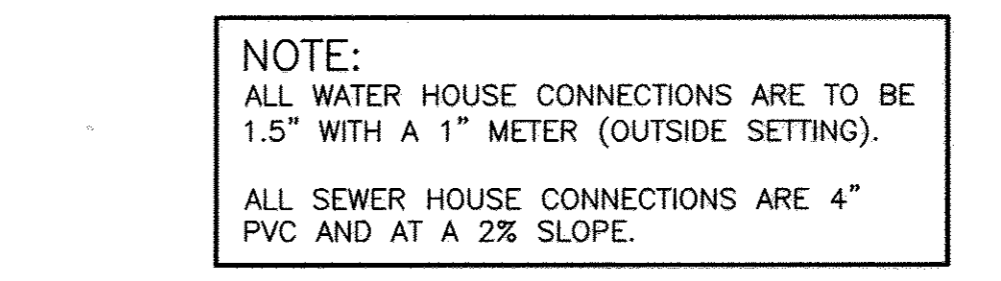 NOTE:
ALL WATER HOUSE CONNECTIONS ARE TO BE
1.5" WITH A 1" METER (OUTSIDE SETTING).
ALL SEWER HOUSE CONNECTIONS ARE 4"
PVC AND AT A 2% SLOPE.